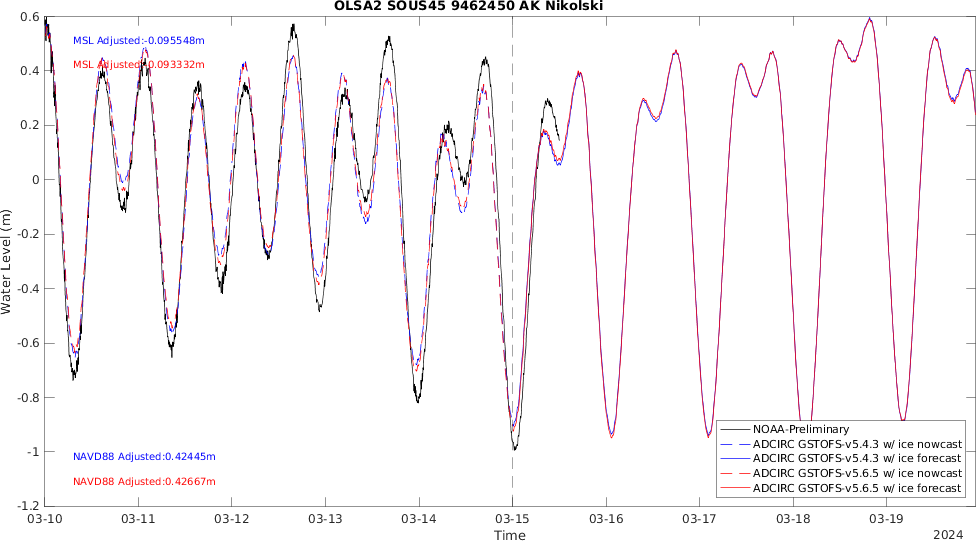 OLSA2 SOUS45 9462450 AK Nikolski
MSL Adjusted:-0.095548m
MSL Adjusted:-0.093332m
NAVD88 Adjusted:0.42445m
NAVD88 Adjusted:0.42667m
Water Level (m)
0.6
0.4
0.2
0
-0.2
-0.4
-0.6
-0.8
-1
-1.2
NOAA-Preliminary
ADCIRC GSTOFS-v5.4.3 w/ ice nowcast
ADCIRC GSTOFS-v5.4.3 w/ ice forecast
ADCIRC GSTOFS-v5.6.5 w/ ice nowcast
ADCIRC GSTOFS-v5.6.5 w/ ice forecast
03-10 03-11 03-12 03-13 03-14 03-15 03-16 03-17 03-18 03-19
Time
2024